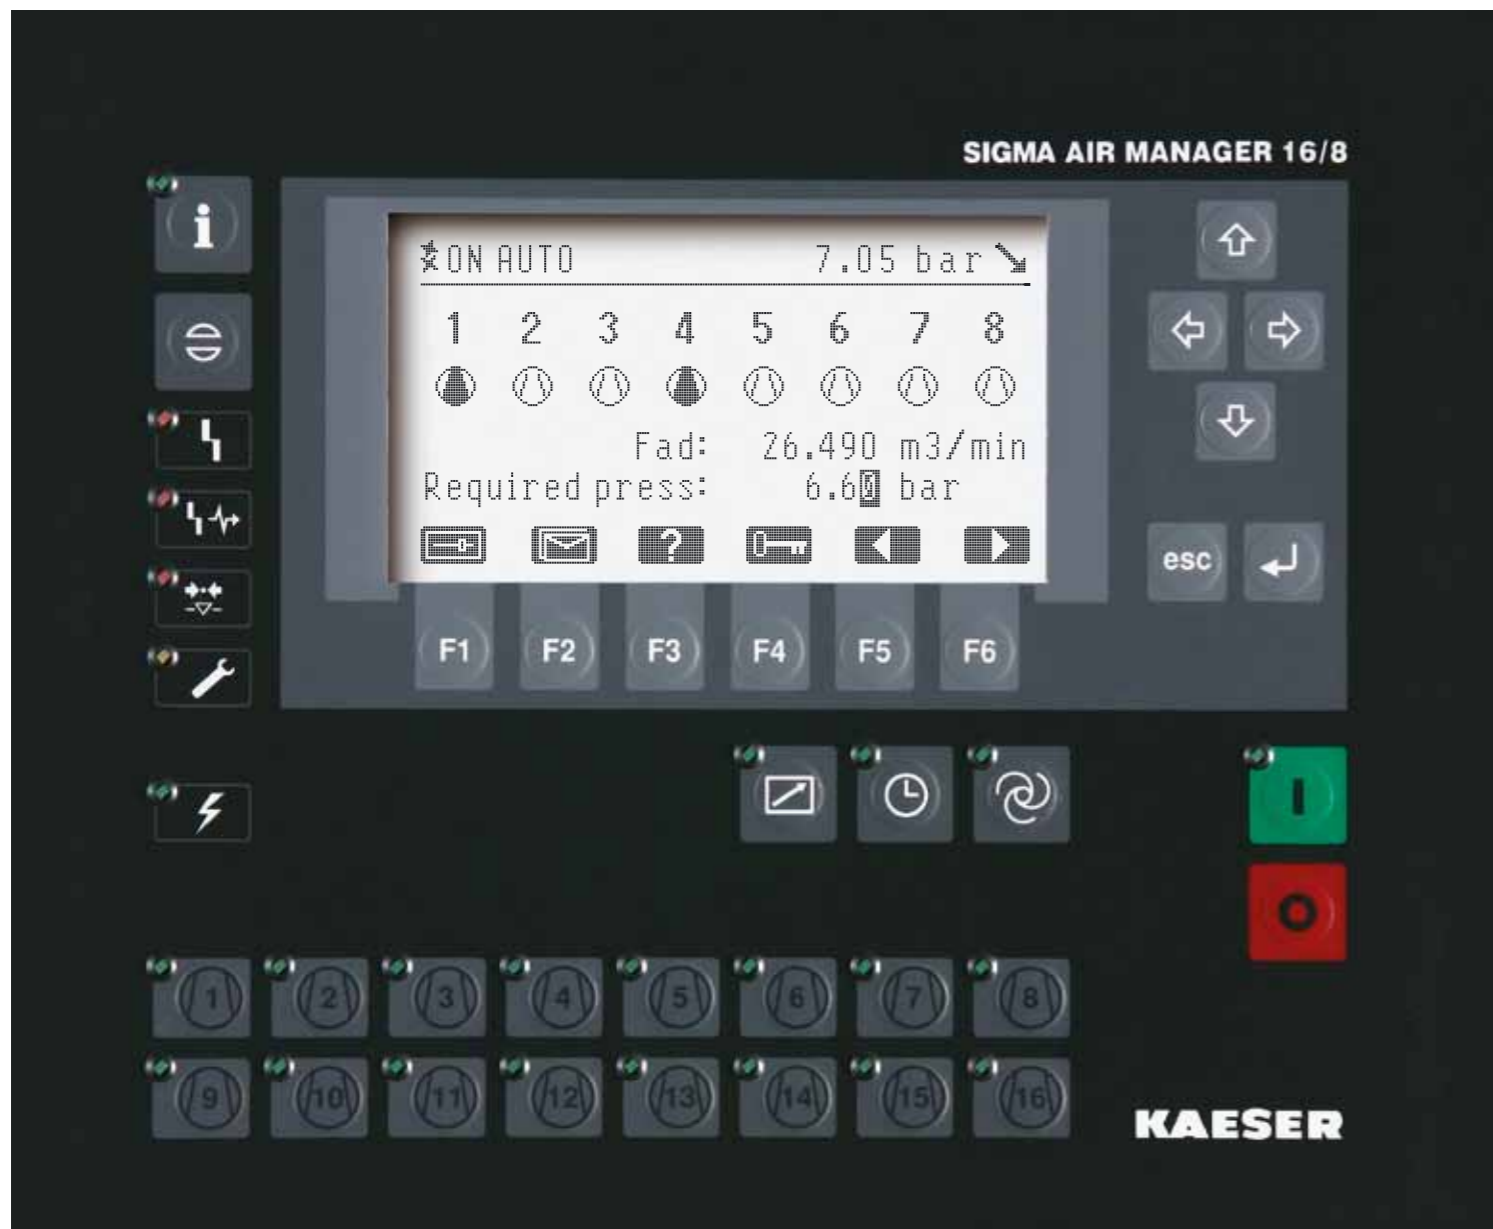 SIGMA AIR MANAGER 16/8
i
ON AUTO 7.05 bar
1 2 3 4 5 6 7 8
Fad: 26.490 m3/min
Required press: 6.60 bar
?
esc
F1 F2 F3 F4 F5 F6
I
O
1 2 3 4 5 6 7 8
9 10 11 12 13 14 15 16
KAESER